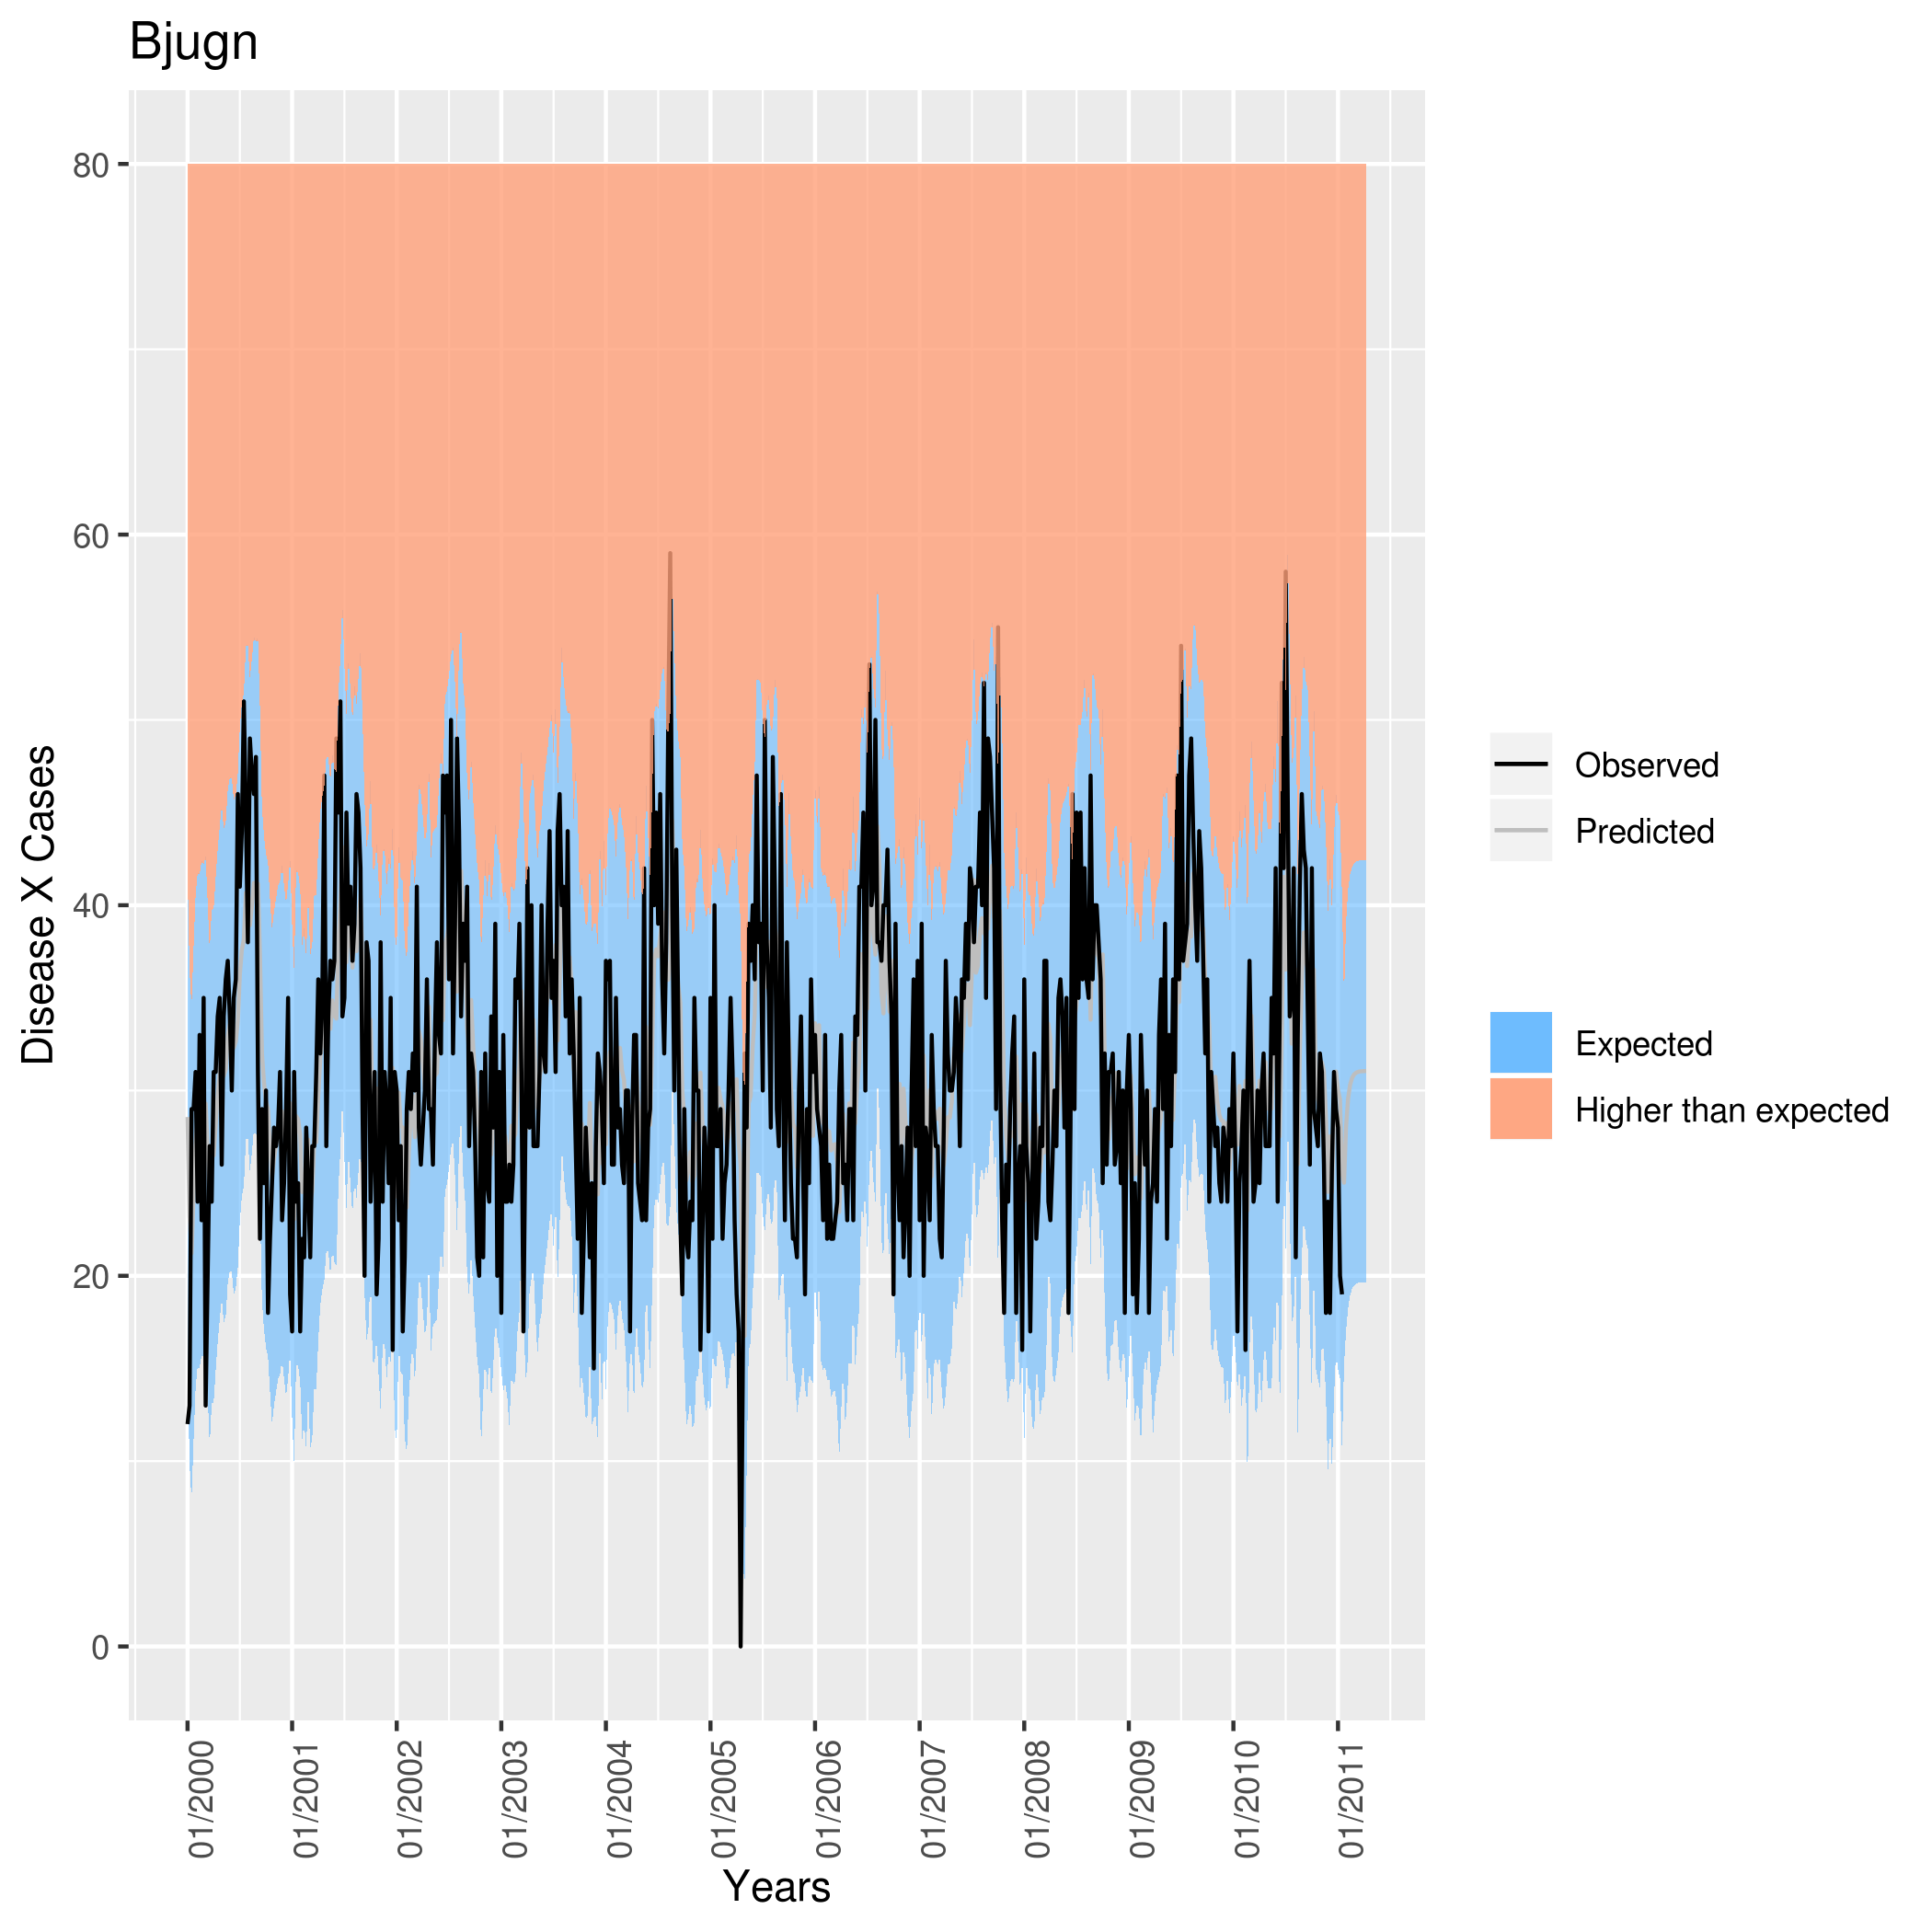 Bjugn
Disease X Cases
80
60
40
20
0
01/2000
01/2001
01/2002
01/2003
01/2004
01/2005
01/2006
01/2007
01/2008
01/2009
01/2010
01/2011
Years
Observed
Predicted
Expected
Higher than expected